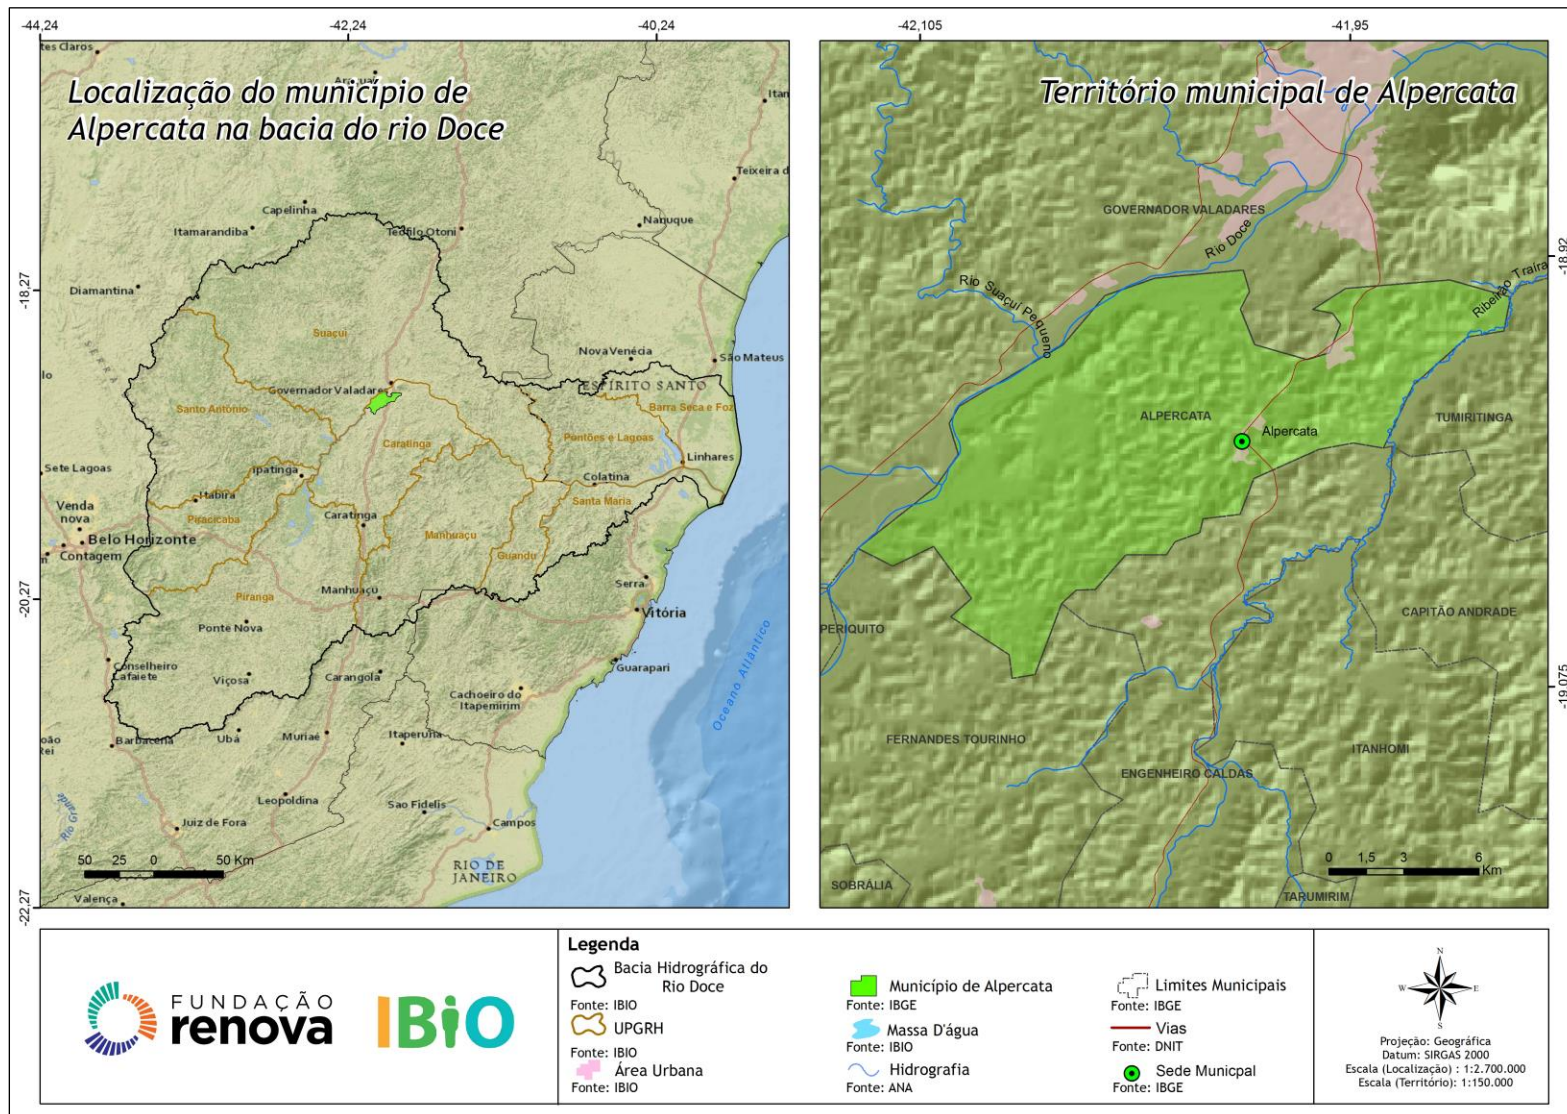 -44,24
-42,24
-40,24
-42,105
-41,95
Localização do município de
Alpercata na bacia do rio Doce
Território municipal de Alpercata
tes Claros
Itan
Teixeira d
Capelinha
Itamarandiba
Teófilo Otoni
Nanuque
-18,27
Diamantina
SERRA
Suaçuí
Nova Venécia
São Mateus
lo
Governador Valadares
ESPÍRITO SANTO
Santo Antônio
Barra Seca e Foz
Caratinga
Pontões e Lagoas
Sete Lagoas
Ipatinga
Linhares
Colatina
Itabira
Santa Maria
Venda
nova
Piracicaba
Caratinga
Belo Horizonte
Manhuaçu
Contagem
m
Guandu
-20,27
Piranga
Manhuaçu
Serra
Vitória
Ponte Nova
Conselheiro
Lafaiete
Viçosa
Carangola
Guarapari
Cachoeiro do
Itapemirim
Oceano Atlântico
oão
Rei
Barbacena
Ubá
Muriaé
Itaperuna
Leopoldina
Sao Fidelis
Rio Grande
Juiz de Fora
Campos
50 25 0 50 Km
RIO DE
JANEIRO
Valença
-22,27
GOVERNADOR VALADARES
Rio Doce
-18,92
Rio Suaçuí Pequeno
Ribeirão Traíra
ALPERCATA
TUMIRITINGA
Alpercata
PERIQUITO
CAPITÃO ANDRADE
-19,075
FERNANDES TOURINHO
ITANHOMI
ENGENHEIRO CALDAS
0 1,5 3 6
Km
SOBRÁLIA
TARUMIRIM
FUNDAÇÃO
renova
IBiO
Legenda
Bacia Hidrográfica do
Rio Doce
Fonte: IBIO
UPGRH
Fonte: IBIO
Área Urbana
Fonte: IBIO
Município de Alpercata
Fonte: IBGE
Massa D'água
Fonte: IBIO
Hidrografia
Fonte: ANA
Limites Municipais
Fonte: IBGE
Vias
Fonte: DNIT
Sede Municpal
Fonte: IBGE
N
W E
S
Projeção: Geográfica
Datum: SIRGAS 2000
Escala (Localização) : 1:2.700.000
Escala (Território): 1:150.000